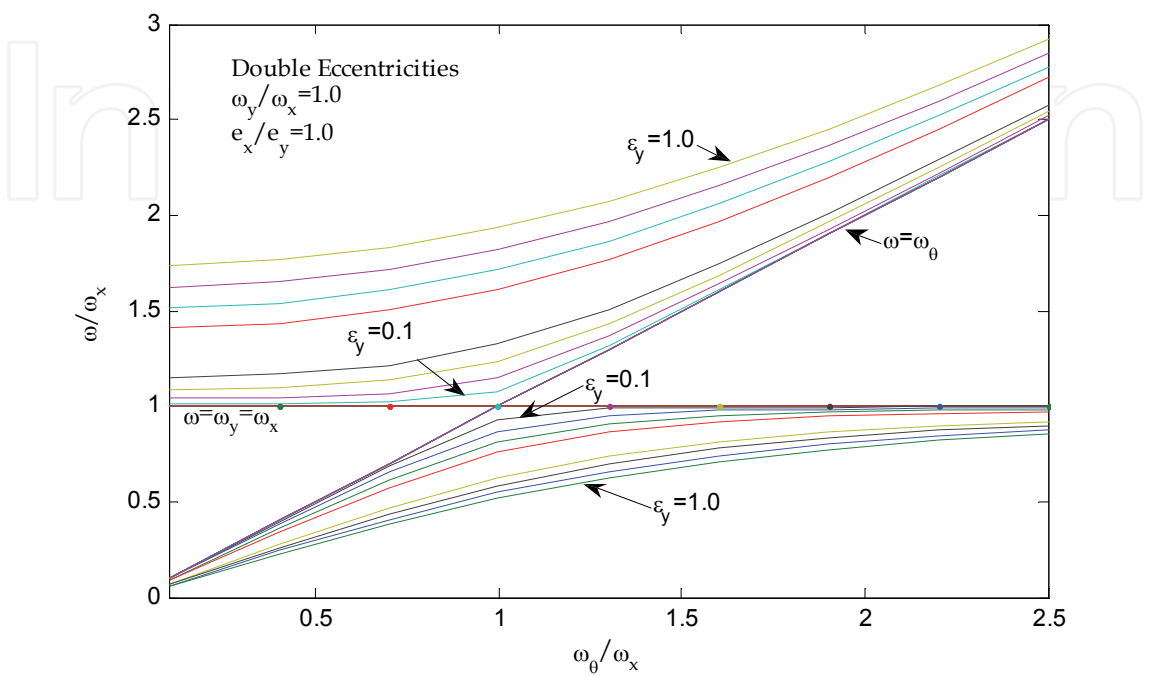 3
2.5
2
1.5
1
0.5
0
ω/ωx
Double Eccentricities
ωy/ωx=1.0
ex/ey=1.0
εy=1.0
ω=ωθ
εy=0.1
εy=0.1
ω=ωy=ωx
εy=1.0
0.5 1 1.5 2 2.5
ωθ/ωx
In
n